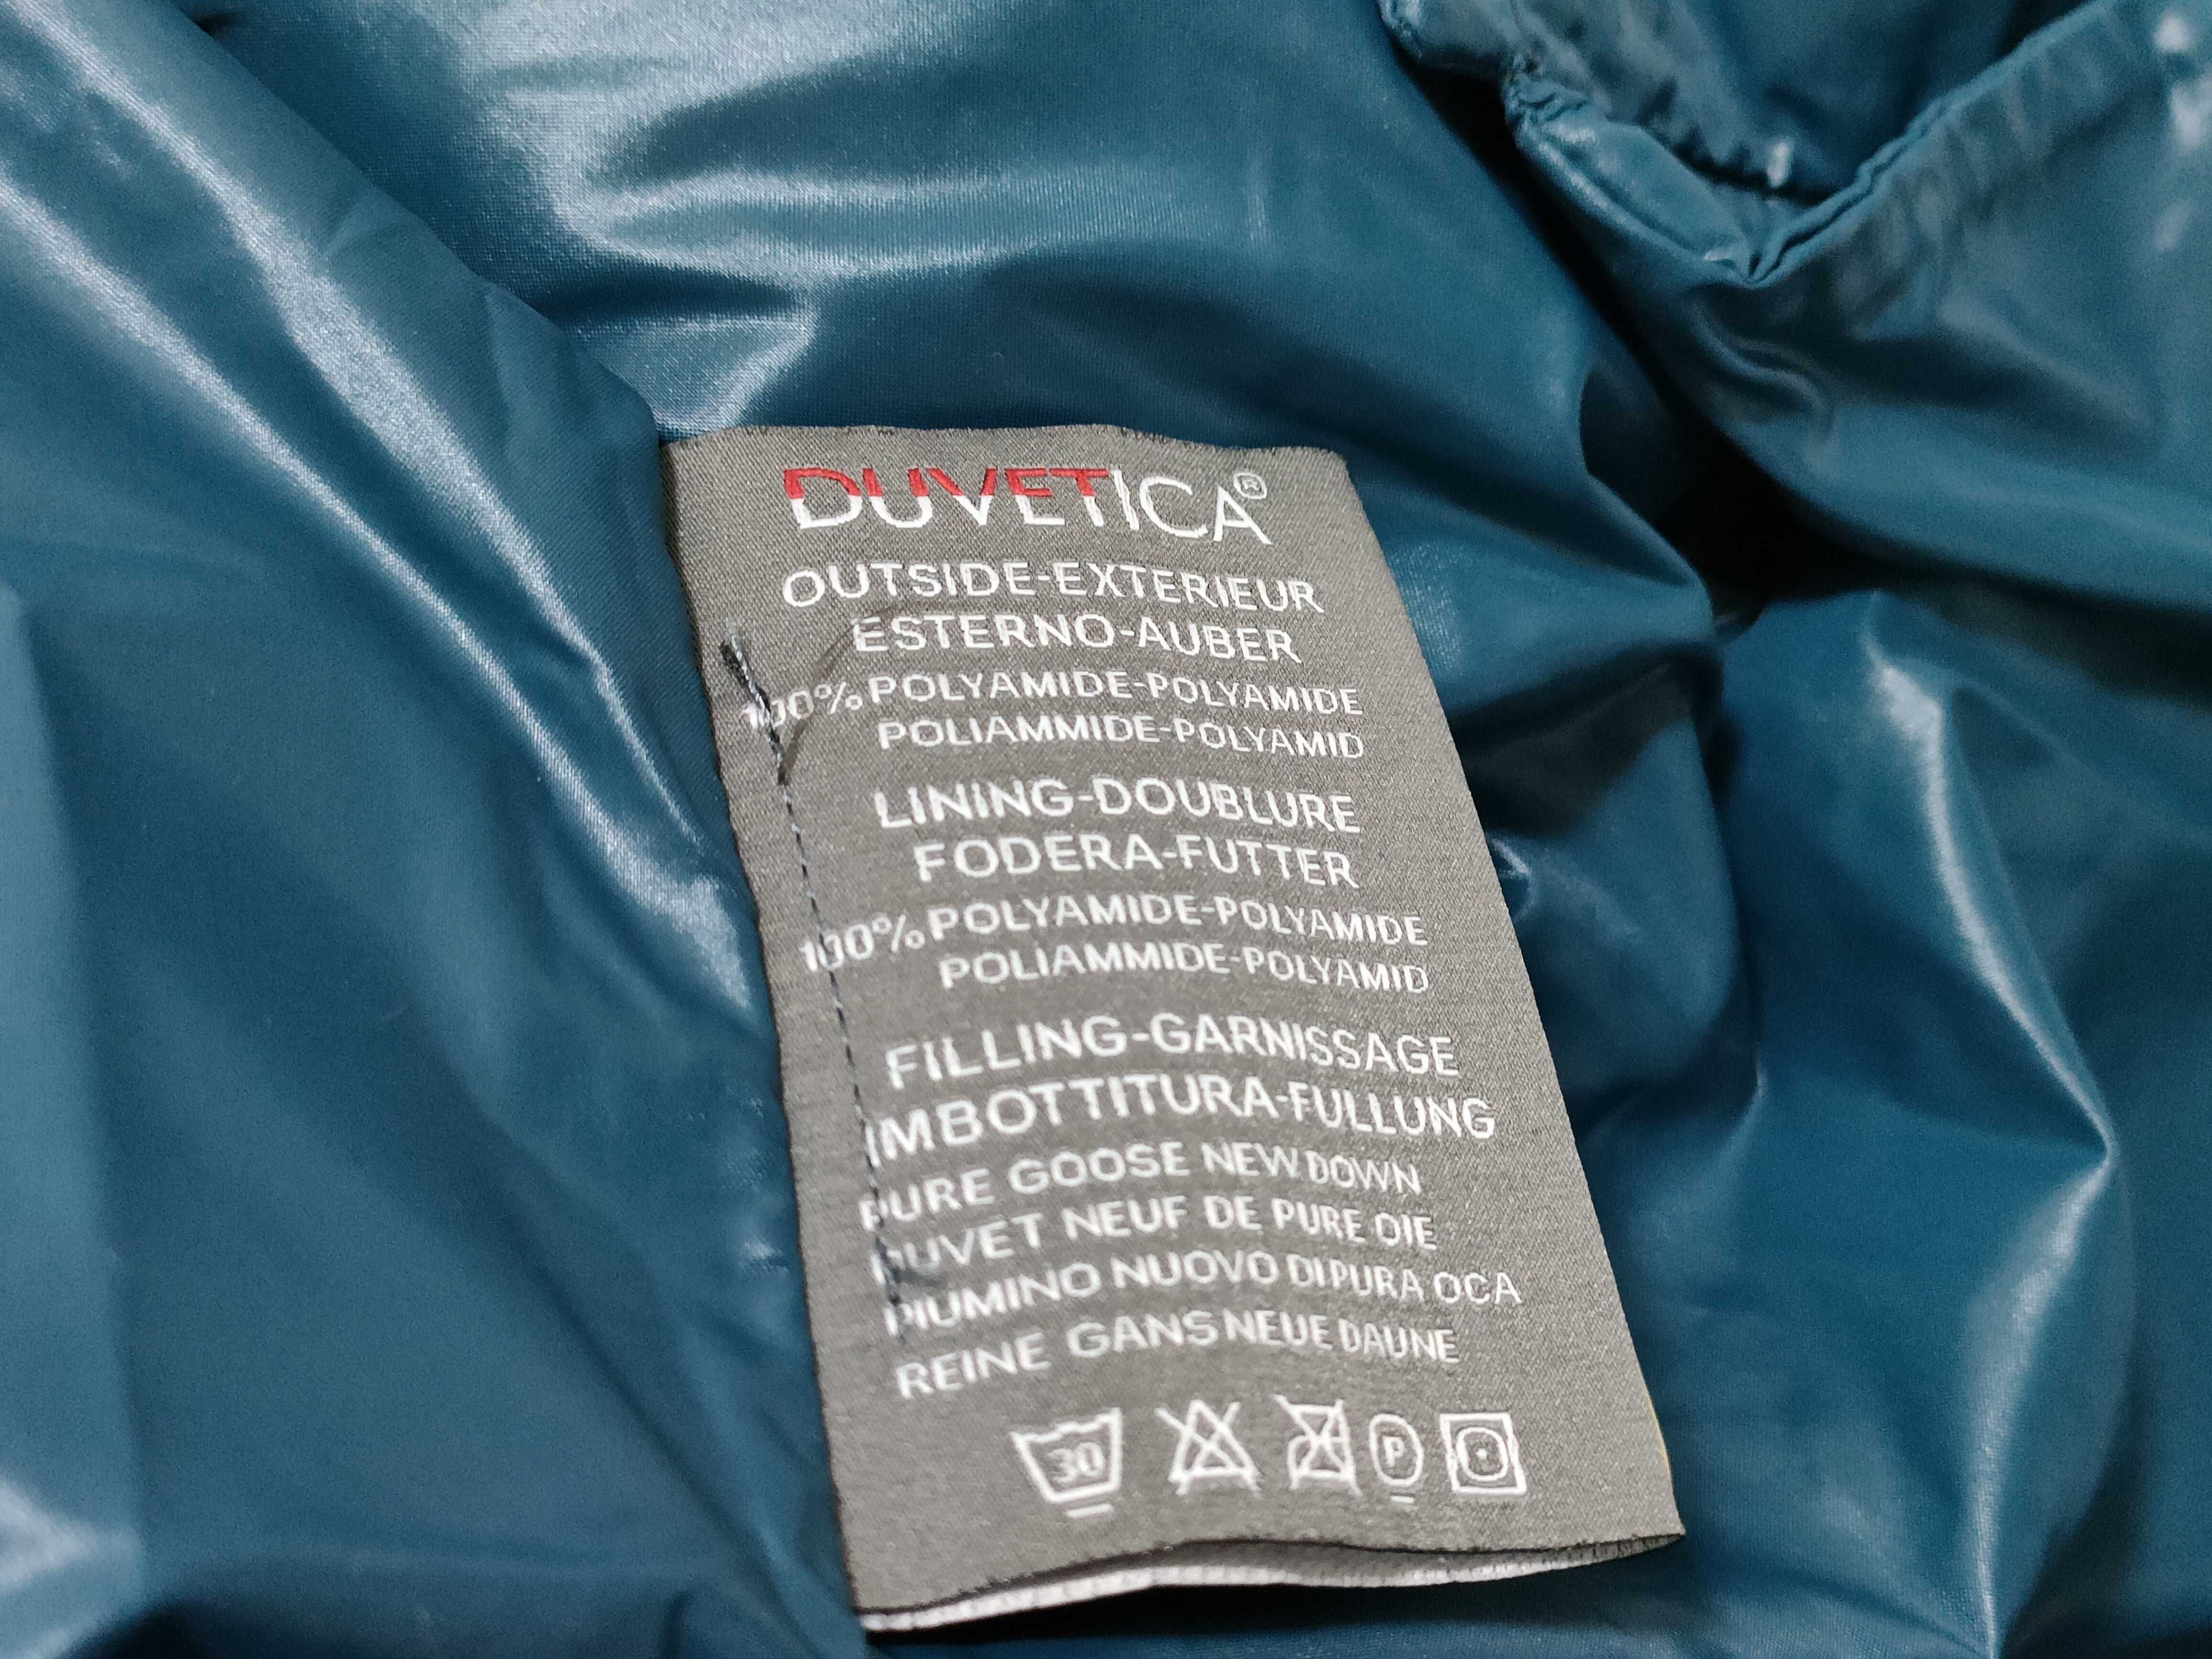 DUVETICA®
OUTSIDE-EXTERIEUR
ESTERNO-AUBER
100% POLYAMIDE-POLYAMIDE
POLIAMMIDE-POLYAMID
LINING-DOUBLURE
FODERA-FUTTER
100% POLYAMIDE-POLYAMIDE
POLIAMMIDE-POLYAMID
FILLING-GARNISSAGE
IMBOTTITURA-FULLUNG
PURE GOOSE NEW DOWN
DUVET NEUF DE PURE OIE
PIUMINO NUOVO DI PURA OCA
REINE GANS NEUE DAUNE
30 P